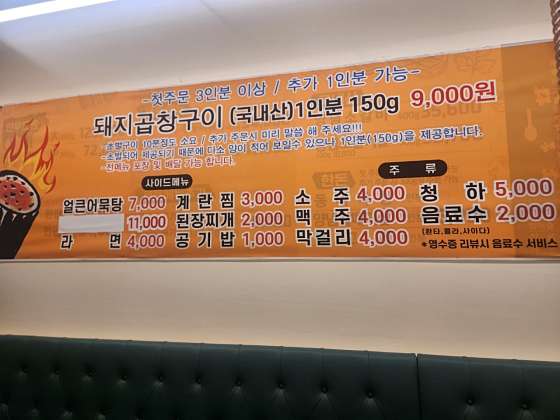 -첫주문 3인분 이상 / 추가 1인분 가능-
돼지곱창구이 (국내산)1인분 150g 9,000원
*초벌구이 10분정도 소요 / 추가 주문시 미리 말씀 해 주세요!!!
*초벌되어 제공되기 때문에 다소 양이 적어 보일수 있으나 1인분(150g)을 제공합니다.
전메뉴 포장 및 배달 가능 합니다.
사이드메뉴
얼큰어묵탕 7,000 계란찜 3,000
11,000 된장찌개 2,000
라면 4,000 공기밥 1,000
주류
소주 4,000 청하 5,000
맥주 4,000 음료수 2,000
막걸리 4,000 (환타,콜라,사이다)
*영수증 리뷰시 음료수 서비스